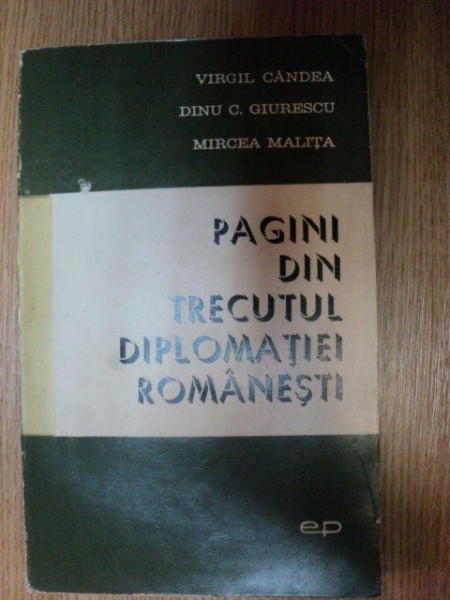 VIRGIL CÂNDEA
DINU C. GIURESCU
MIRCEA MALIȚA
PAGINI
DIN
TRECUTUL
DIPLOMAȚIEI
ROMÂNEȘTI
ep